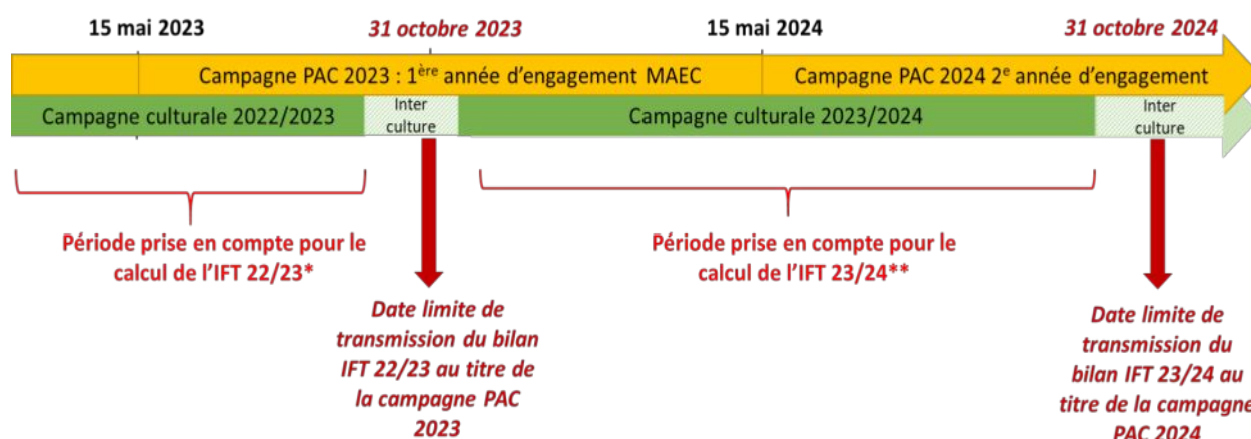 15 mai 2023
31 octobre 2023
15 mai 2024
31 octobre 2024
Campagne PAC 2023 : 1ère année d’engagement MAEC
Campagne PAC 2024 2e année d’engagement
Campagne culturale 2022/2023
Inter
culture
Campagne culturale 2023/2024
Inter
culture
Période prise en compte pour le
calcul de l’IFT 22/23*
Période prise en compte pour le
calcul de l’IFT 23/24**
Date limite de
transmission du bilan
IFT 22/23 au titre de
la campagne PAC
2023
Date limite de
transmission du
bilan IFT 23/24 au
titre de la campagne
PAC 2024